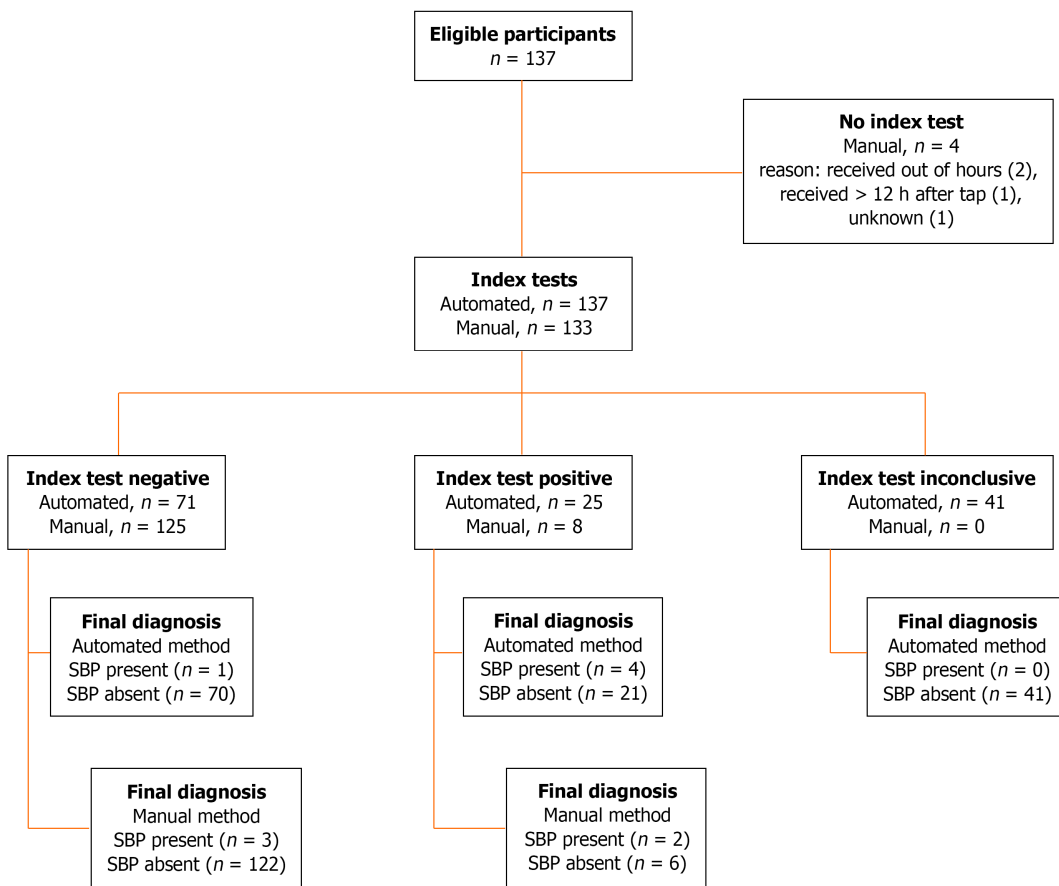 Eligible participants
n = 137
No index test
Manual, n = 4
reason: received out of hours (2),
received > 12 h after tap (1),
unknown (1)
Index tests
Automated, n = 137
Manual, n = 133
Index test negative
Automated, n = 71
Manual, n = 125
Index test positive
Automated, n = 25
Manual, n = 8
Index test inconclusive
Automated, n = 41
Manual, n = 0
Final diagnosis
Automated method
SBP present (n = 1)
SBP absent (n = 70)
Final diagnosis
Automated method
SBP present (n = 4)
SBP absent (n = 21)
Final diagnosis
Automated method
SBP present (n = 0)
SBP absent (n = 41)
Final diagnosis
Manual method
SBP present (n = 3)
SBP absent (n = 122)
Final diagnosis
Manual method
SBP present (n = 2)
SBP absent (n = 6)